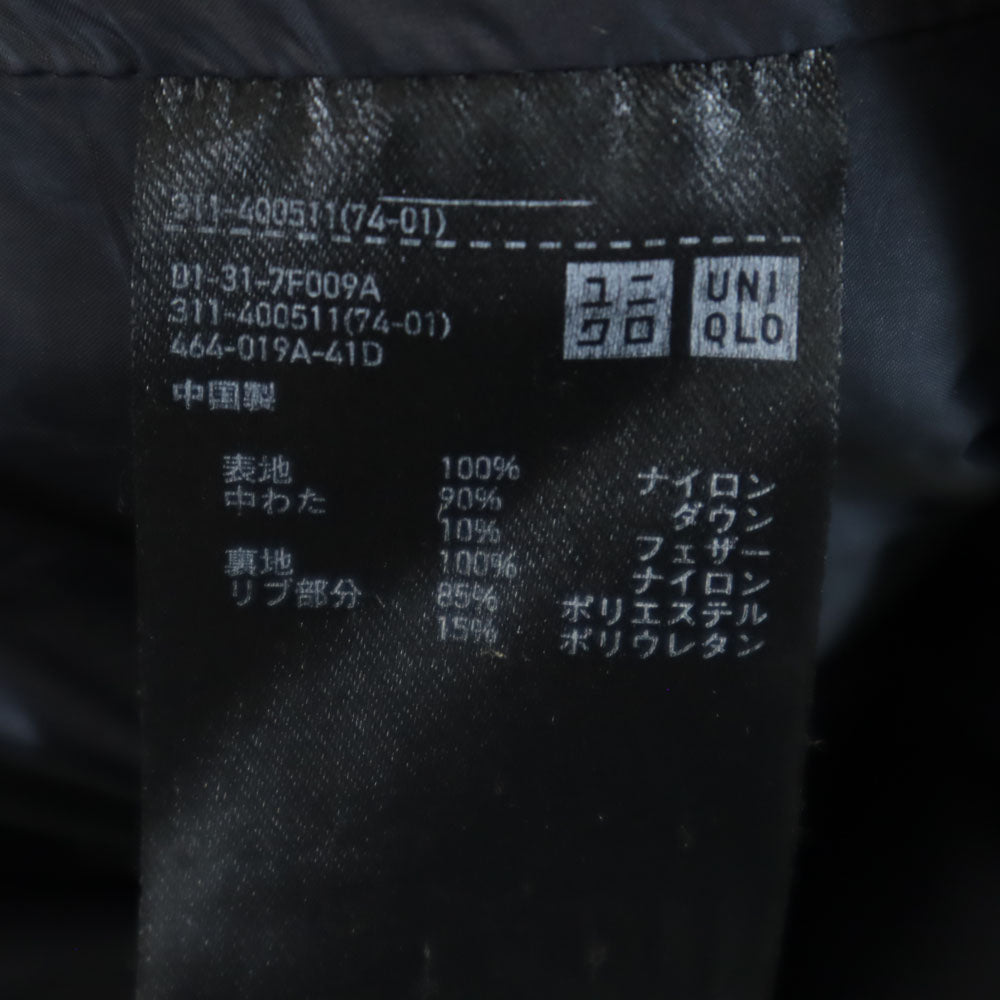 311-400511(74-01)
01-31-7F009A
311-400511(74-01)
464-019A-41D
中国製
ユニ
クロ
UNI
QLO
表地 100% ナイロン
中わた 90% ダウン
10% フェザー
裏地 100% ナイロン
リブ部分 85% ポリエステル
15% ポリウレタン